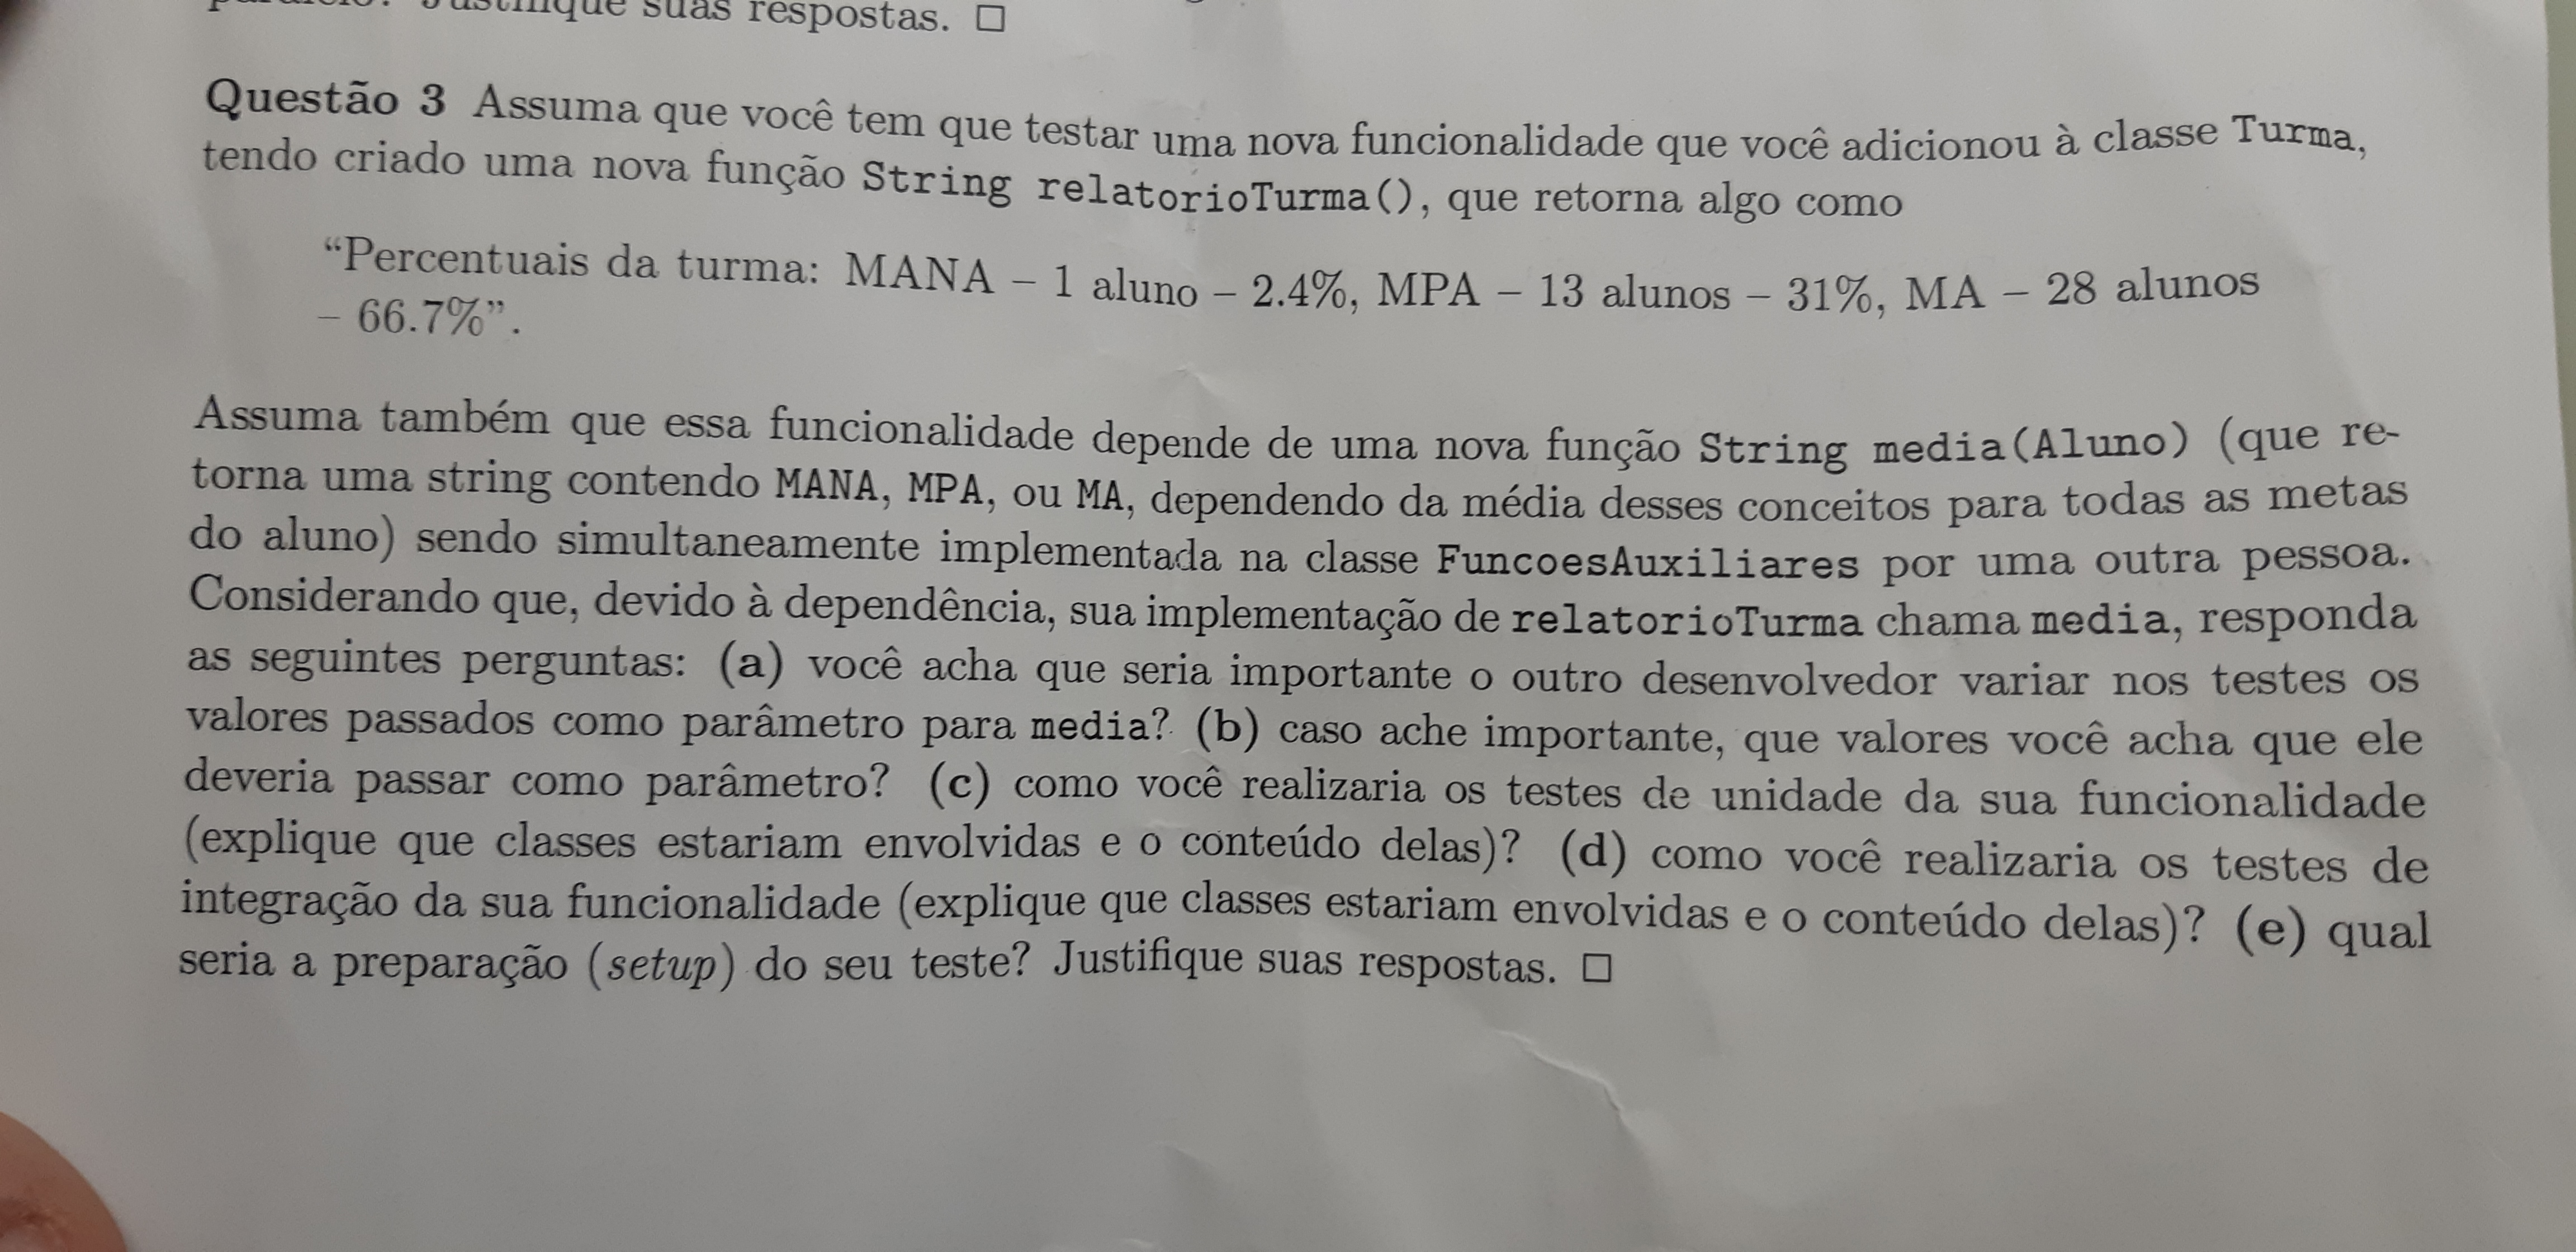 suas respostas. □
Questão 3 Assuma que você tem que testar uma nova funcionalidade que você adicionou à classe Turma,
tendo criado uma nova função String relatorioTurma(), que retorna algo como
“Percentuais da turma: MANA – 1 aluno – 2.4%, MPA – 13 alunos – 31%, MA – 28 alunos
– 66.7%”.
Assuma também que essa funcionalidade depende de uma nova função String media(Aluno) (que re-
torna uma string contendo MANA, MPA, ou MA, dependendo da média desses conceitos para todas as metas
do aluno) sendo simultaneamente implementada na classe FuncoesAuxiliares por uma outra pessoa.
Considerando que, devido à dependência, sua implementação de relatorioTurma chama media, responda
as seguintes perguntas: (a) você acha que seria importante o outro desenvolvedor variar nos testes os
valores passados como parâmetro para media? (b) caso ache importante, que valores você acha que ele
deveria passar como parâmetro? (c) como você realizaria os testes de unidade da sua funcionalidade
(explique que classes estariam envolvidas e o conteúdo delas)? (d) como você realizaria os testes de
integração da sua funcionalidade (explique que classes estariam envolvidas e o conteúdo delas)? (e) qual
seria a preparação (setup) do seu teste? Justifique suas respostas. □